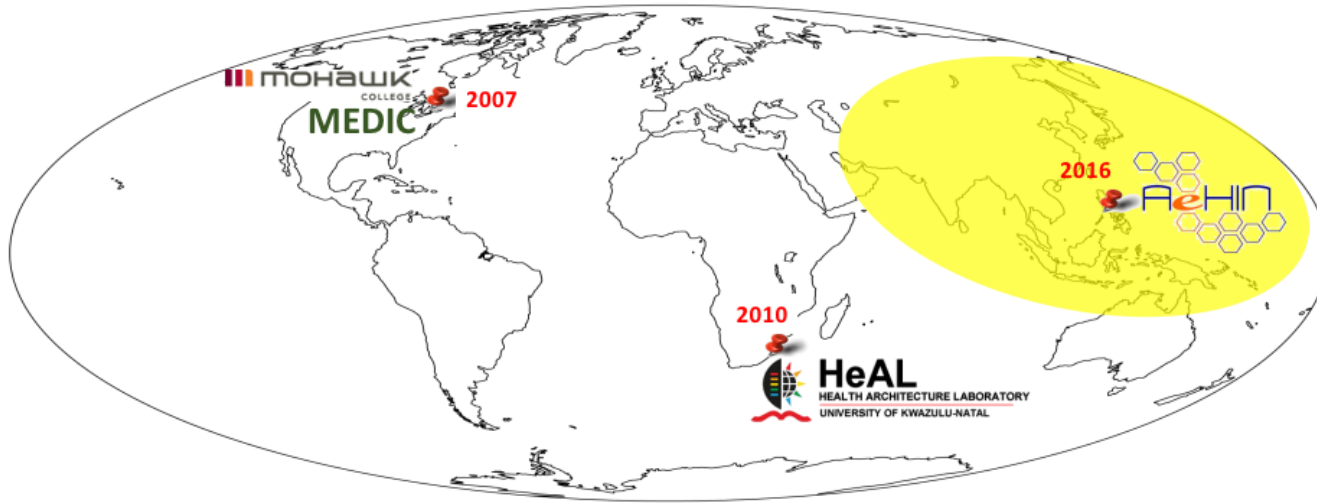 mOHAWK
COLLEGE
MEDIC
2007
2016
AeHIN
2010
HeAL
HEALTH ARCHITECTURE LABORATORY
UNIVERSITY OF KWAZULU-NATAL